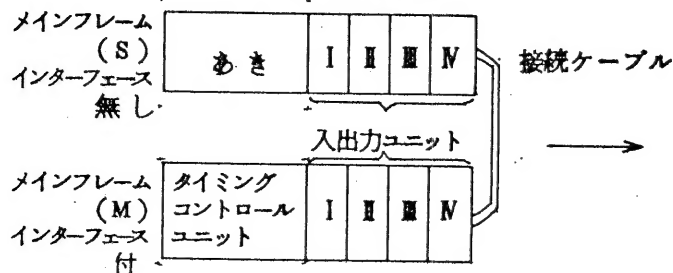 メインフレーム
(S)
インターフェース
無し
あき
I II III IV
接続ケーブル
入出力ユニット
メインフレーム
(M)
インターフェース
付
タイミング
コントロール
ユニット
I II III IV